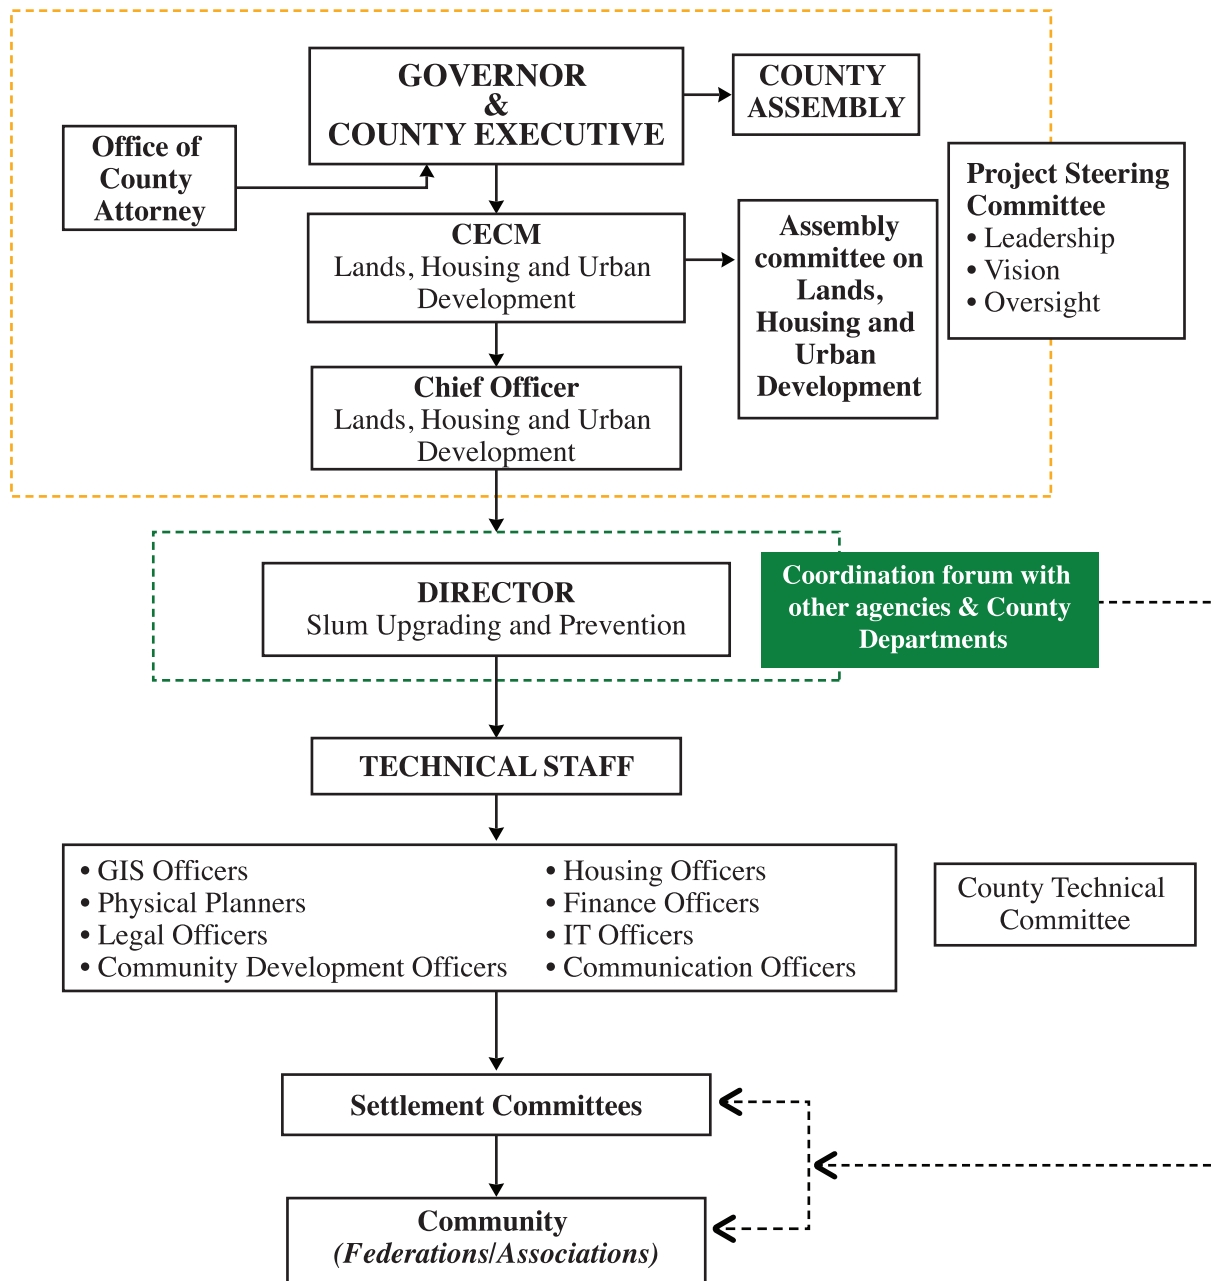 GOVERNOR
&
COUNTY EXECUTIVE
COUNTY
ASSEMBLY
Office of
County
Attorney
Project Steering
Committee
• Leadership
• Vision
• Oversight
CECM
Lands, Housing and Urban
Development
Assembly
committee on
Lands,
Housing and
Urban
Development
Chief Officer
Lands, Housing and Urban
Development
DIRECTOR
Slum Upgrading and Prevention
Coordination forum with
other agencies & County
Departments
TECHNICAL STAFF
• GIS Officers
• Physical Planners
• Legal Officers
• Community Development Officers
• Housing Officers
• Finance Officers
• IT Officers
• Communication Officers
County Technical
Committee
Settlement Committees
Community
(Federations/Associations)